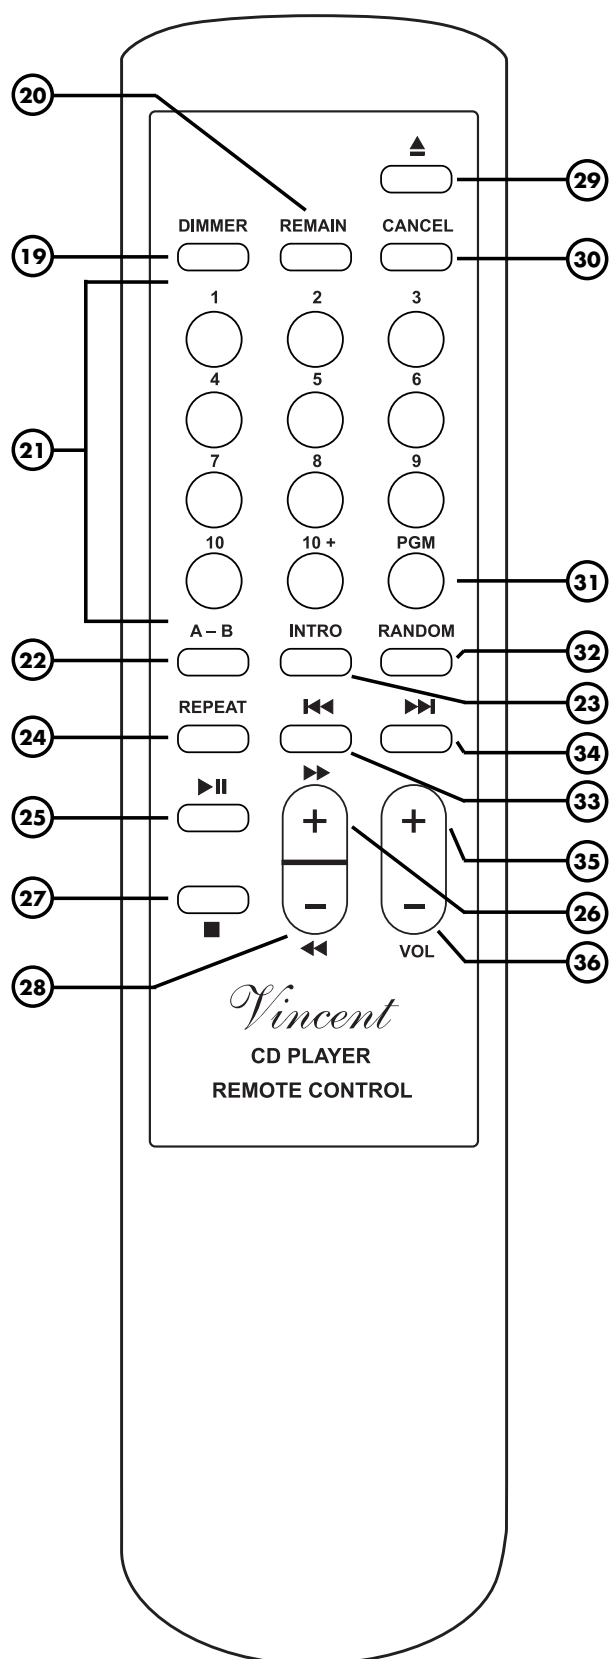 20
29
DIMMER REMAIN CANCEL
19
30
1 2 3
4 5 6
21
7 8 9
10 10 + PGM
31
A – B INTRO RANDOM
22
32
23
REPEAT
24
34
33
25
+ +
35
27
– –
26
VOL
36
28
Vincent
CD PLAYER
REMOTE CONTROL